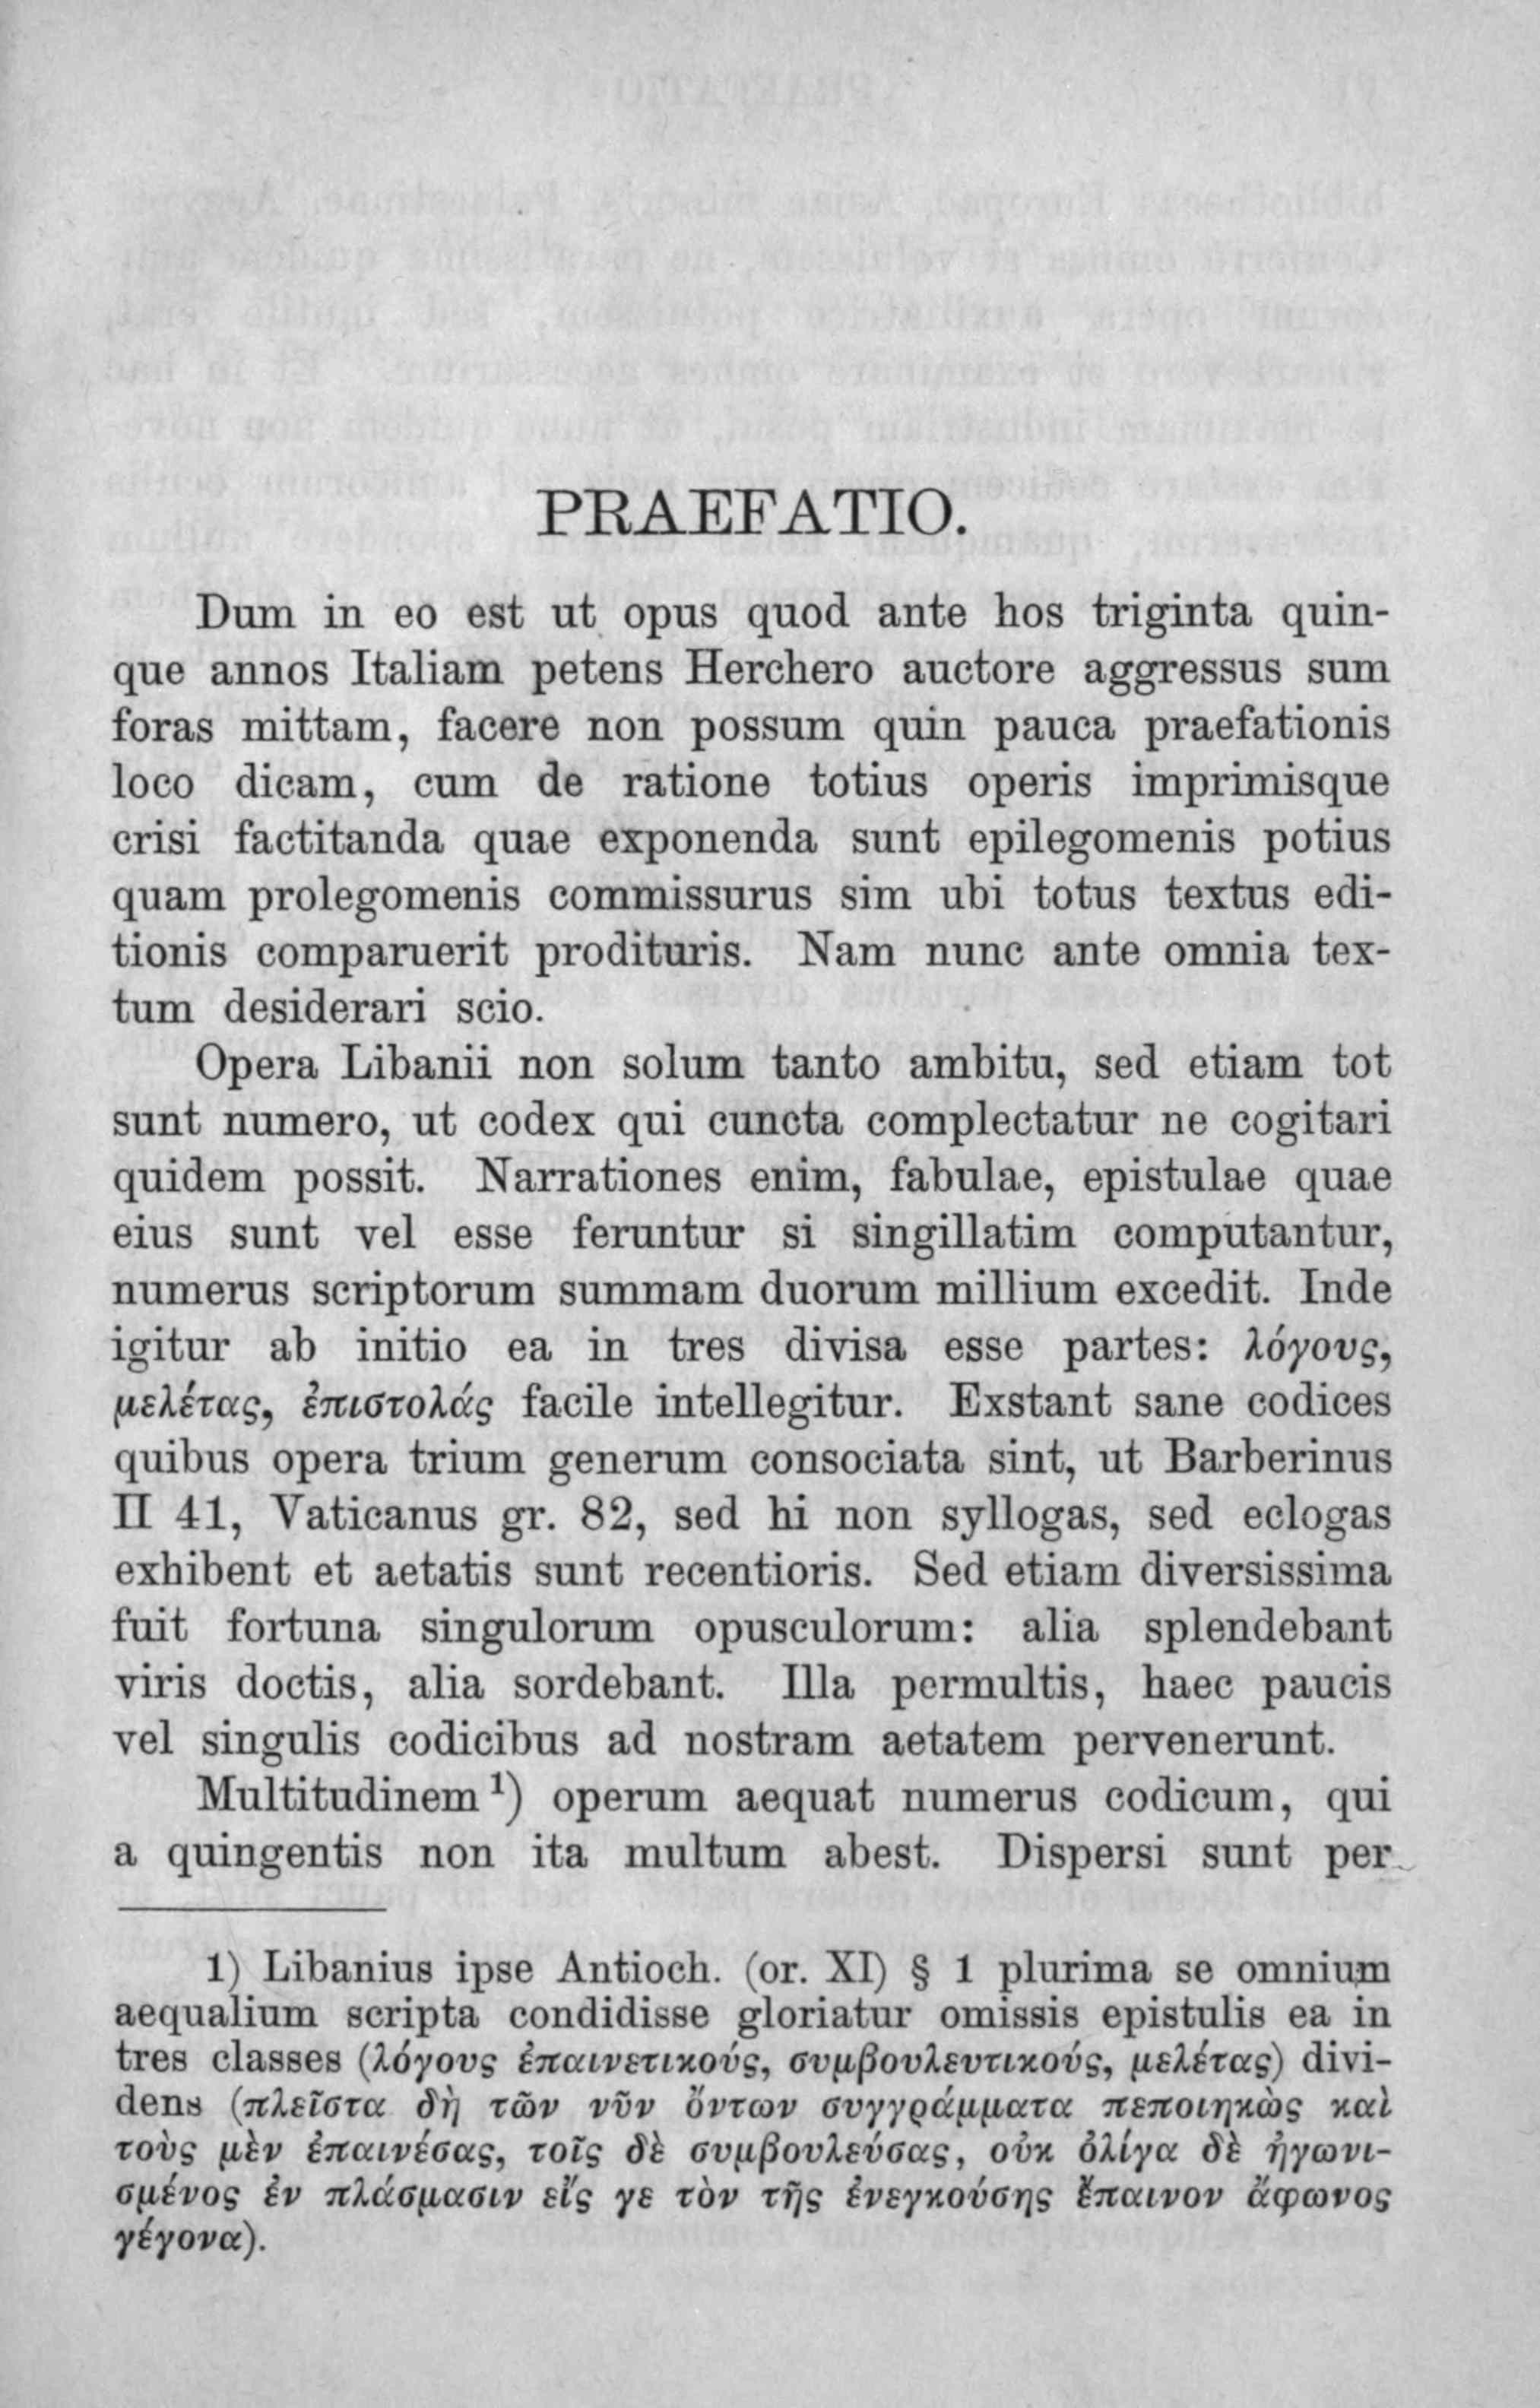 PRAEFATIO.
Dum in eo est ut opus quod ante hos triginta quin-
que annos Italiam petens Herchero auctore aggressus sum
foras mittam, facere non possum quin pauca praefationis
loco dicam, cum de ratione totius operis imprimisque
crisi factitanda quae exponenda sunt epilegomenis potius
quam prolegomenis commissurus sim ubi totus textus edi-
tionis comparuerit prodituris. Nam nunc ante omnia tex-
tum desiderari scio.
Opera Libanii non solum tanto ambitu, sed etiam tot
sunt numero, ut codex qui cuncta complectatur ne cogitari
quidem possit. Narrationes enim, fabulae, epistulae quae
eius sunt vel esse feruntur si singillatim computantur,
numerus scriptorum summam duorum millium excedit. Inde
igitur ab initio ea in tres divisa esse partes: λόγους,
μελέτας, ἐπιστολάς facile intellegitur. Exstant sane codices
quibus opera trium generum consociata sint, ut Barberinus
II 41, Vaticanus gr. 82, sed hi non syllogas, sed eclogas
exhibent et aetatis sunt recentioris. Sed etiam diversissima
fuit fortuna singulorum opusculorum: alia splendebant
viris doctis, alia sordebant. Illa permultis, haec paucis
vel singulis codicibus ad nostram aetatem pervenerunt.
Multitudinem ¹) operum aequat numerus codicum, qui
a quingentis non ita multum abest. Dispersi sunt per
1) Libanius ipse Antioch. (or. XI) § 1 plurima se omnium
aequalium scripta condidisse gloriatur omissis epistulis ea in
tres classes (λόγους ἐπαινετικούς, συμβουλευτικούς, μελέτας) divi-
dens (πλεῖστα δὴ τῶν νῦν ὄντων συγγράμματα πεποιηκὼς καὶ
τοὺς μὲν ἐπαινέσας, τοῖς δὲ συμβουλεύσας, οὐκ ὀλίγα δὲ ἠγωνι-
σμένος ἐν πλάσμασιν εἴς γε τὸν τῆς ἐνεγκούσης ἔπαινον ἄφωνος
γέγονα).